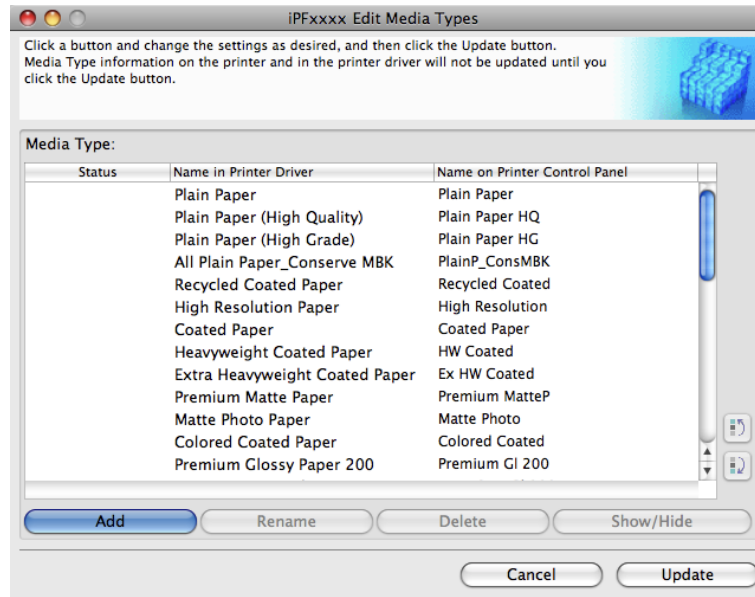 iPFxxxx Edit Media Types
Click a button and change the settings as desired, and then click the Update button.
Media Type information on the printer and in the printer driver will not be updated until you
click the Update button.
Media Type:
Status Name in Printer Driver Name on Printer Control Panel
Plain Paper Plain Paper
Plain Paper (High Quality) Plain Paper HQ
Plain Paper (High Grade) Plain Paper HG
All Plain Paper_Conserve MBK PlainP_ConsMBK
Recycled Coated Paper Recycled Coated
High Resolution Paper High Resolution
Coated Paper Coated Paper
Heavyweight Coated Paper HW Coated
Extra Heavyweight Coated Paper Ex HW Coated
Premium Matte Paper Premium MatteP
Matte Photo Paper Matte Photo
Colored Coated Paper Colored Coated
Premium Glossy Paper 200 Premium Gl 200
Add Rename Delete Show/Hide
Cancel Update